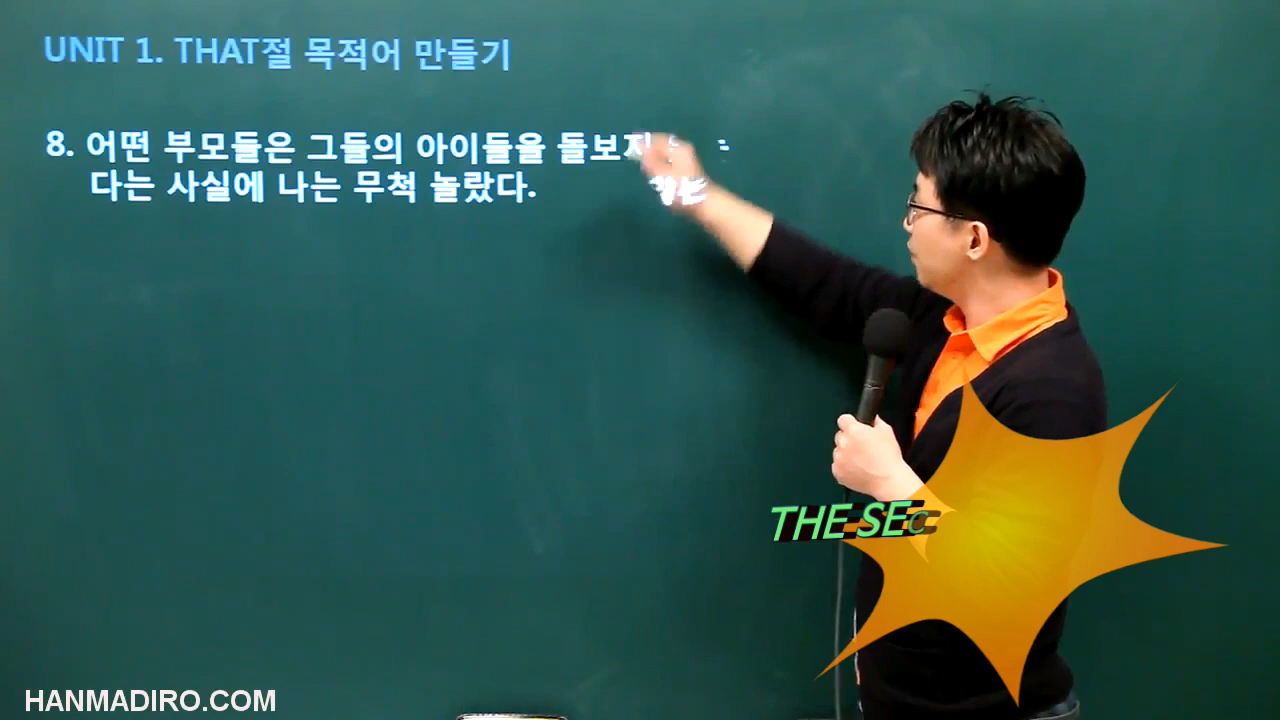 UNIT 1. THAT절 목적어 만들기
8. 어떤 부모들은 그들의 아이들을 돌보지
다는 사실에 나는 무척 놀랐다.
THE SEC
HANMADIRO.COM